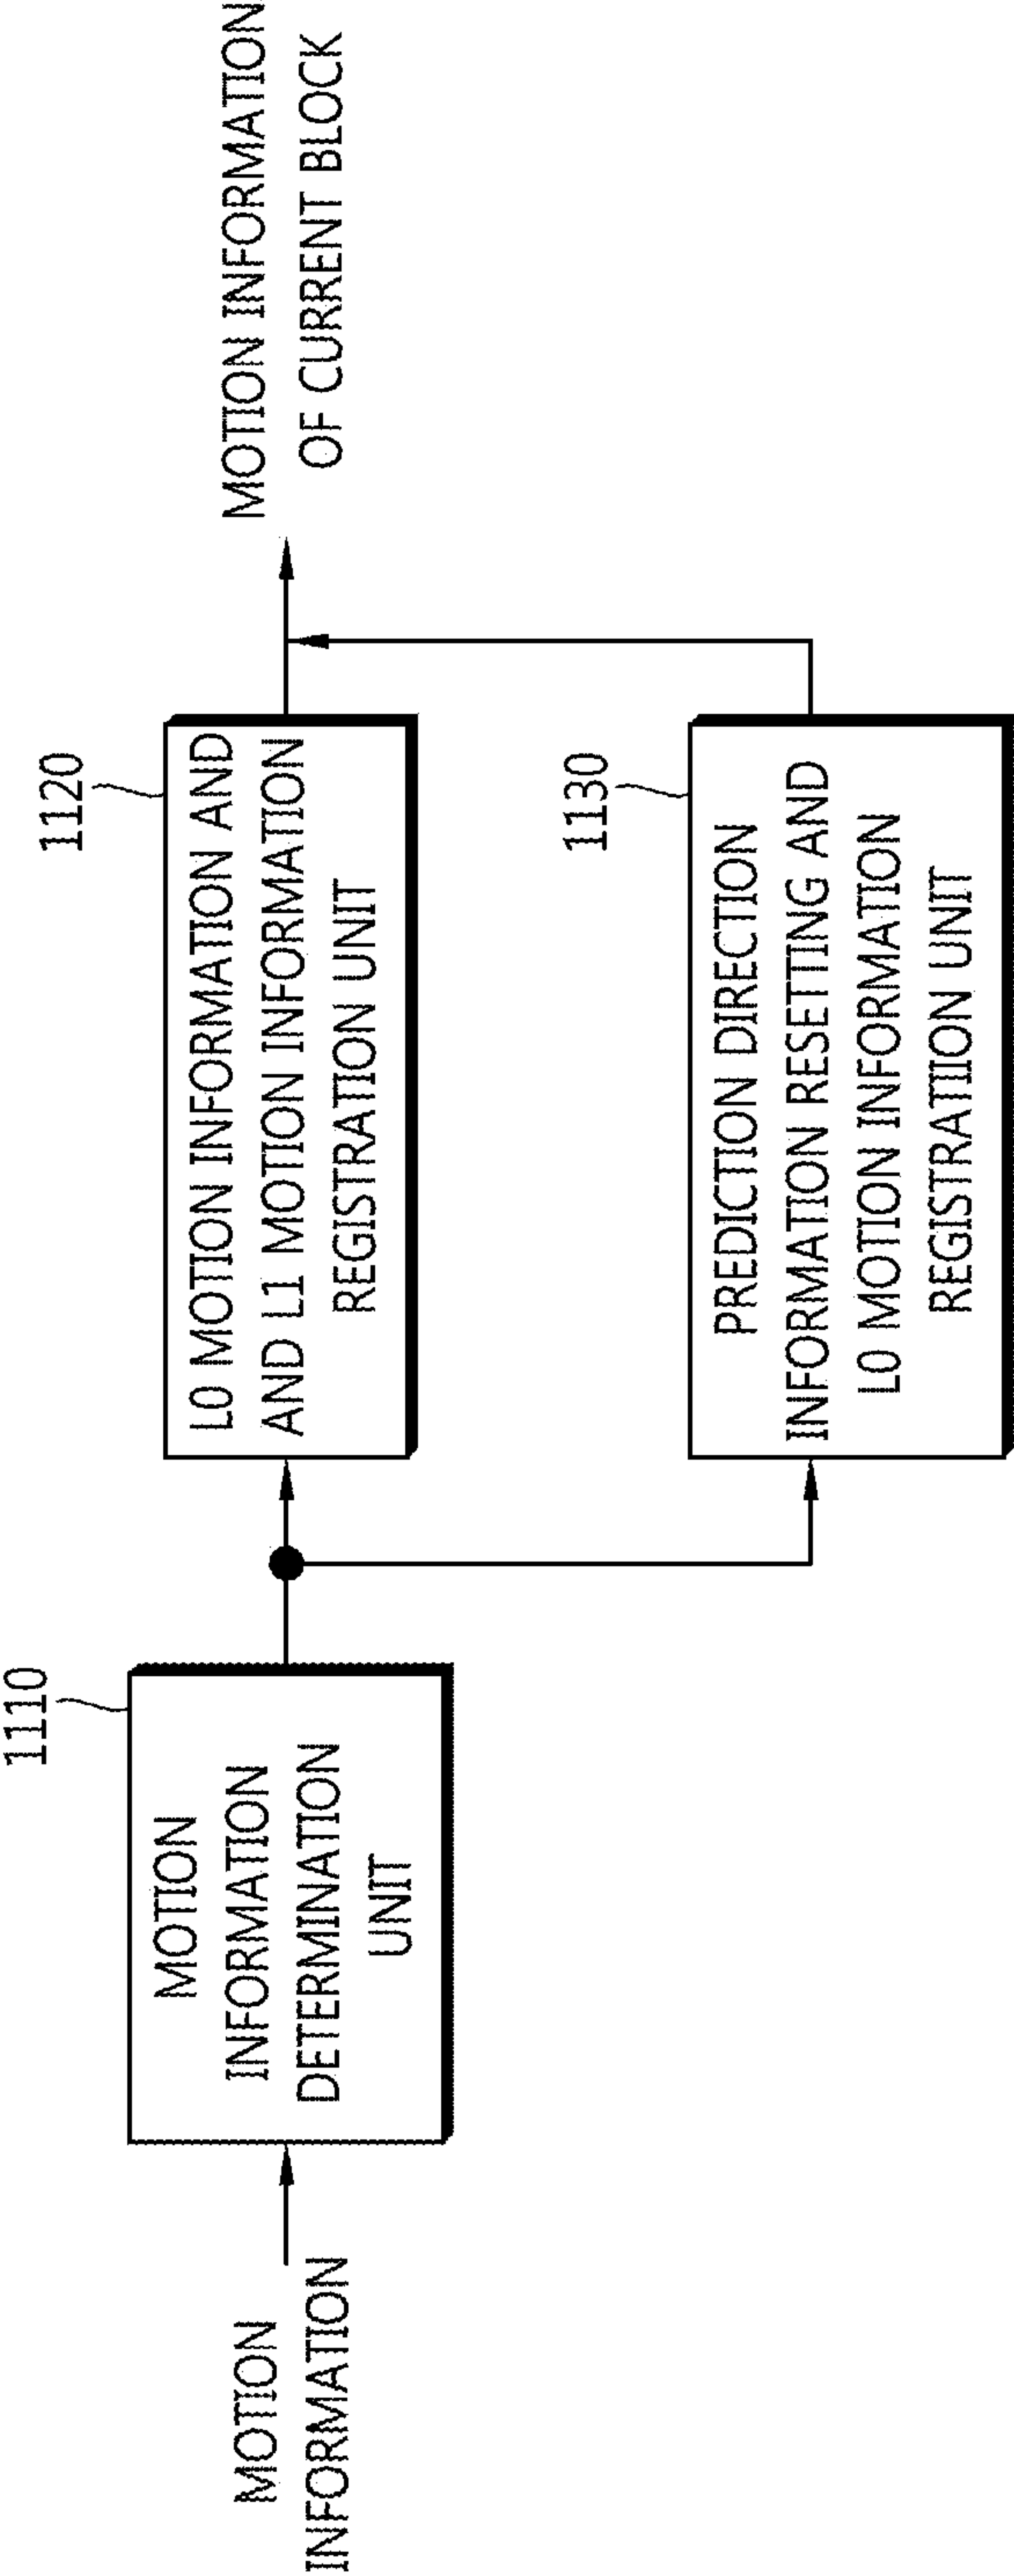 MOTION
INFORMATION
1110
MOTION
INFORMATION
DETERMINATION
UNIT
1120
L0 MOTION INFORMATION AND
AND L1 MOTION INFORMATION
REGISTRATION UNIT
1130
PREDICTION DIRECTION
INFORMATION RESETTING AND
L0 MOTION INFORMATION
REGISTRATION UNIT
MOTION INFORMATION
OF CURRENT BLOCK